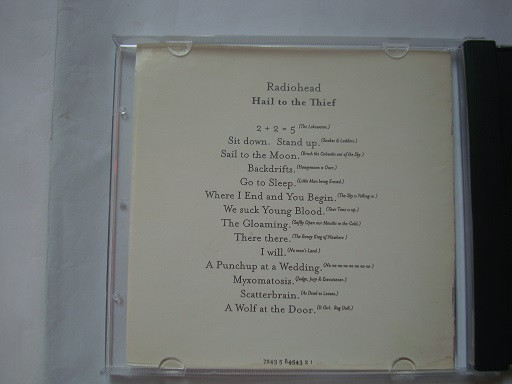 Radiohead
Hail to the Thief
2 + 2 = 5 (The Lukewarm.)
Sit down. Stand up. (Snakes & Ladders.)
Sail to the Moon. (Brush the Cobwebs out of the Sky.)
Backdrifts. (Honeymoon is Over.)
Go to Sleep. (Little Man being Erased.)
Where I End and You Begin. (The Sky is Falling in.)
We suck Young Blood. (Your Time is up.)
The Gloaming. (Softly Open our Mouths in the Cold.)
There there. (The Boney King of Nowhere.)
I will. (No man's Land.)
A Punchup at a Wedding. (No no no no no no no no.)
Myxomatosis. (Judge, Jury & Executioner.)
Scatterbrain. (As Dead as Leaves.)
A Wolf at the Door. (It Girl. Rag Doll.)
7243 5 84543 2 1